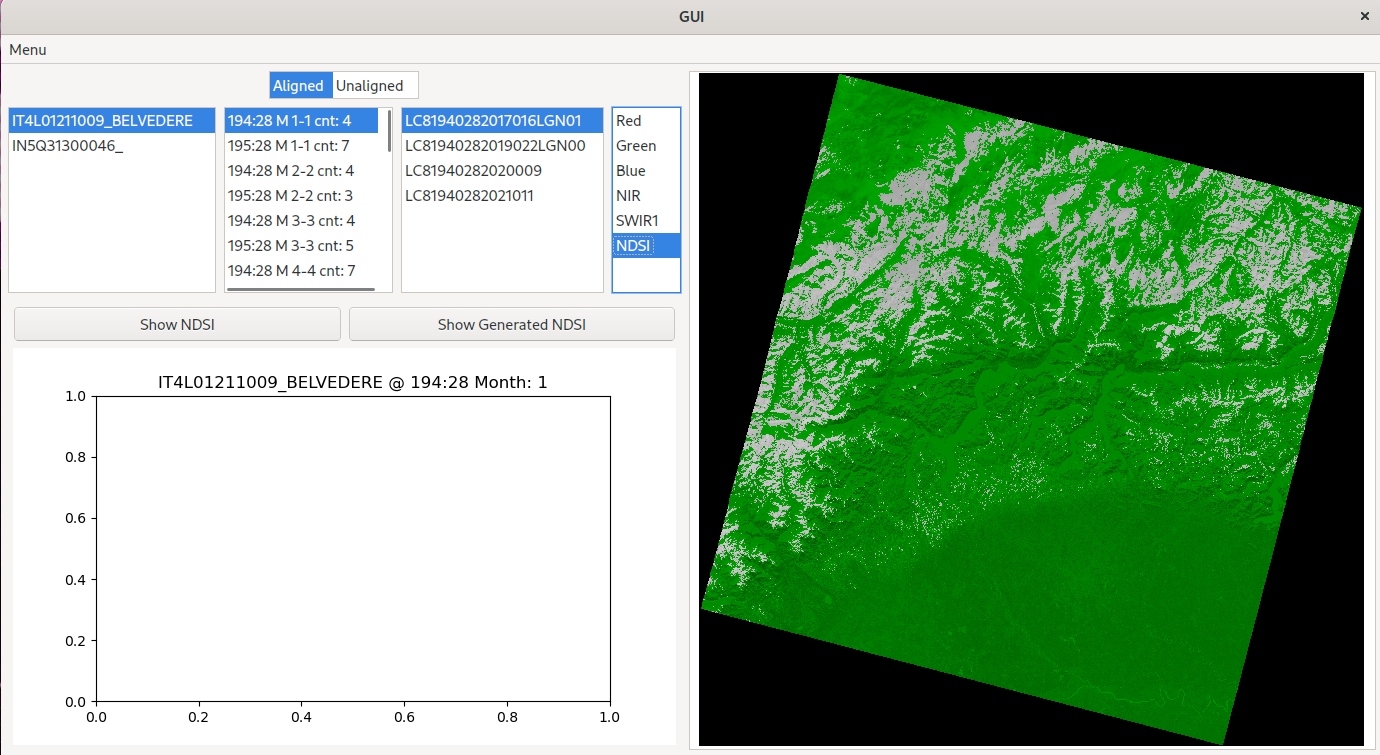 GUI
×
Menu
Aligned Unaligned
IT4L01211009_BELVEDERE
IN5Q31300046_
194:28 M 1-1 cnt: 4
195:28 M 1-1 cnt: 7
194:28 M 2-2 cnt: 4
195:28 M 2-2 cnt: 3
194:28 M 3-3 cnt: 4
195:28 M 3-3 cnt: 5
194:28 M 4-4 cnt: 7
LC81940282017016LGN01
LC81940282019022LGN00
LC81940282020009
LC81940282021011
Red
Green
Blue
NIR
SWIR1
NDSI
Show NDSI
Show Generated NDSI
IT4L01211009_BELVEDERE @ 194:28 Month: 1
1.0
0.8
0.6
0.4
0.2
0.0
0.0 0.2 0.4 0.6 0.8 1.0